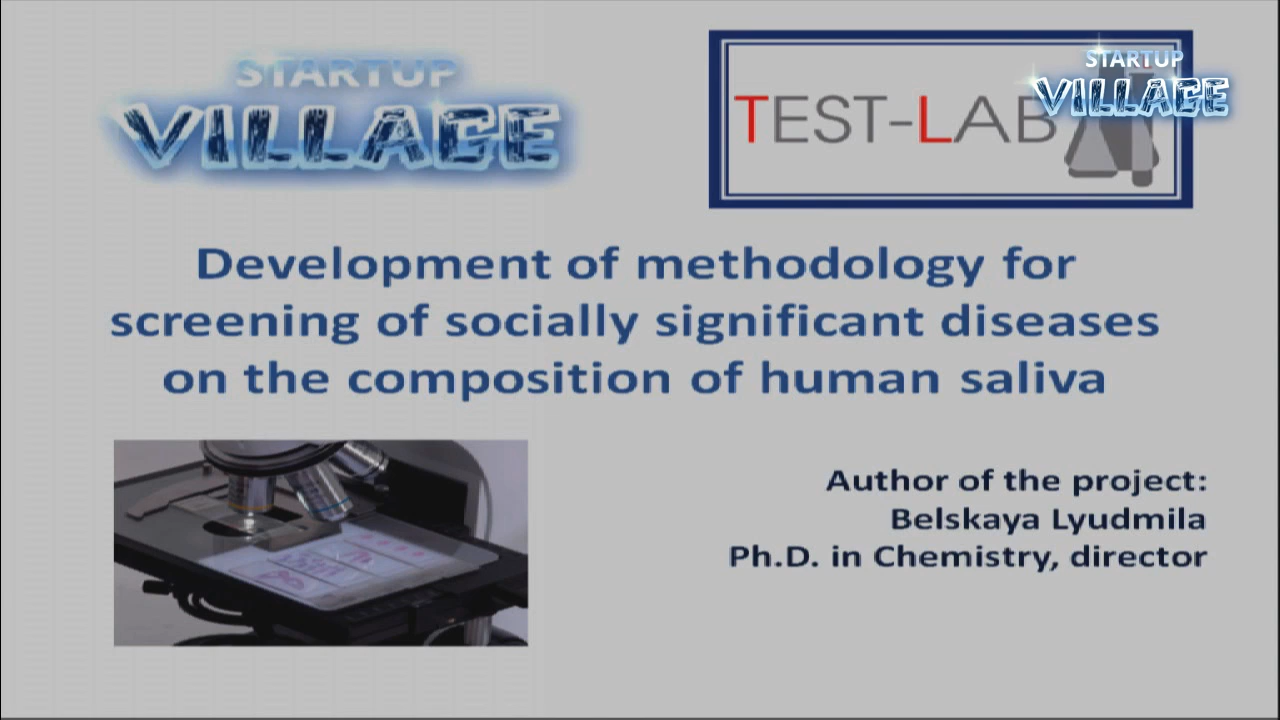 STARTUP
VILLAGE
TEST-LAB
STARTUP
VILLAGE
Development of methodology for
screening of socially significant diseases
on the composition of human saliva
Author of the project:
Belskaya Lyudmila
Ph.D. in Chemistry, director